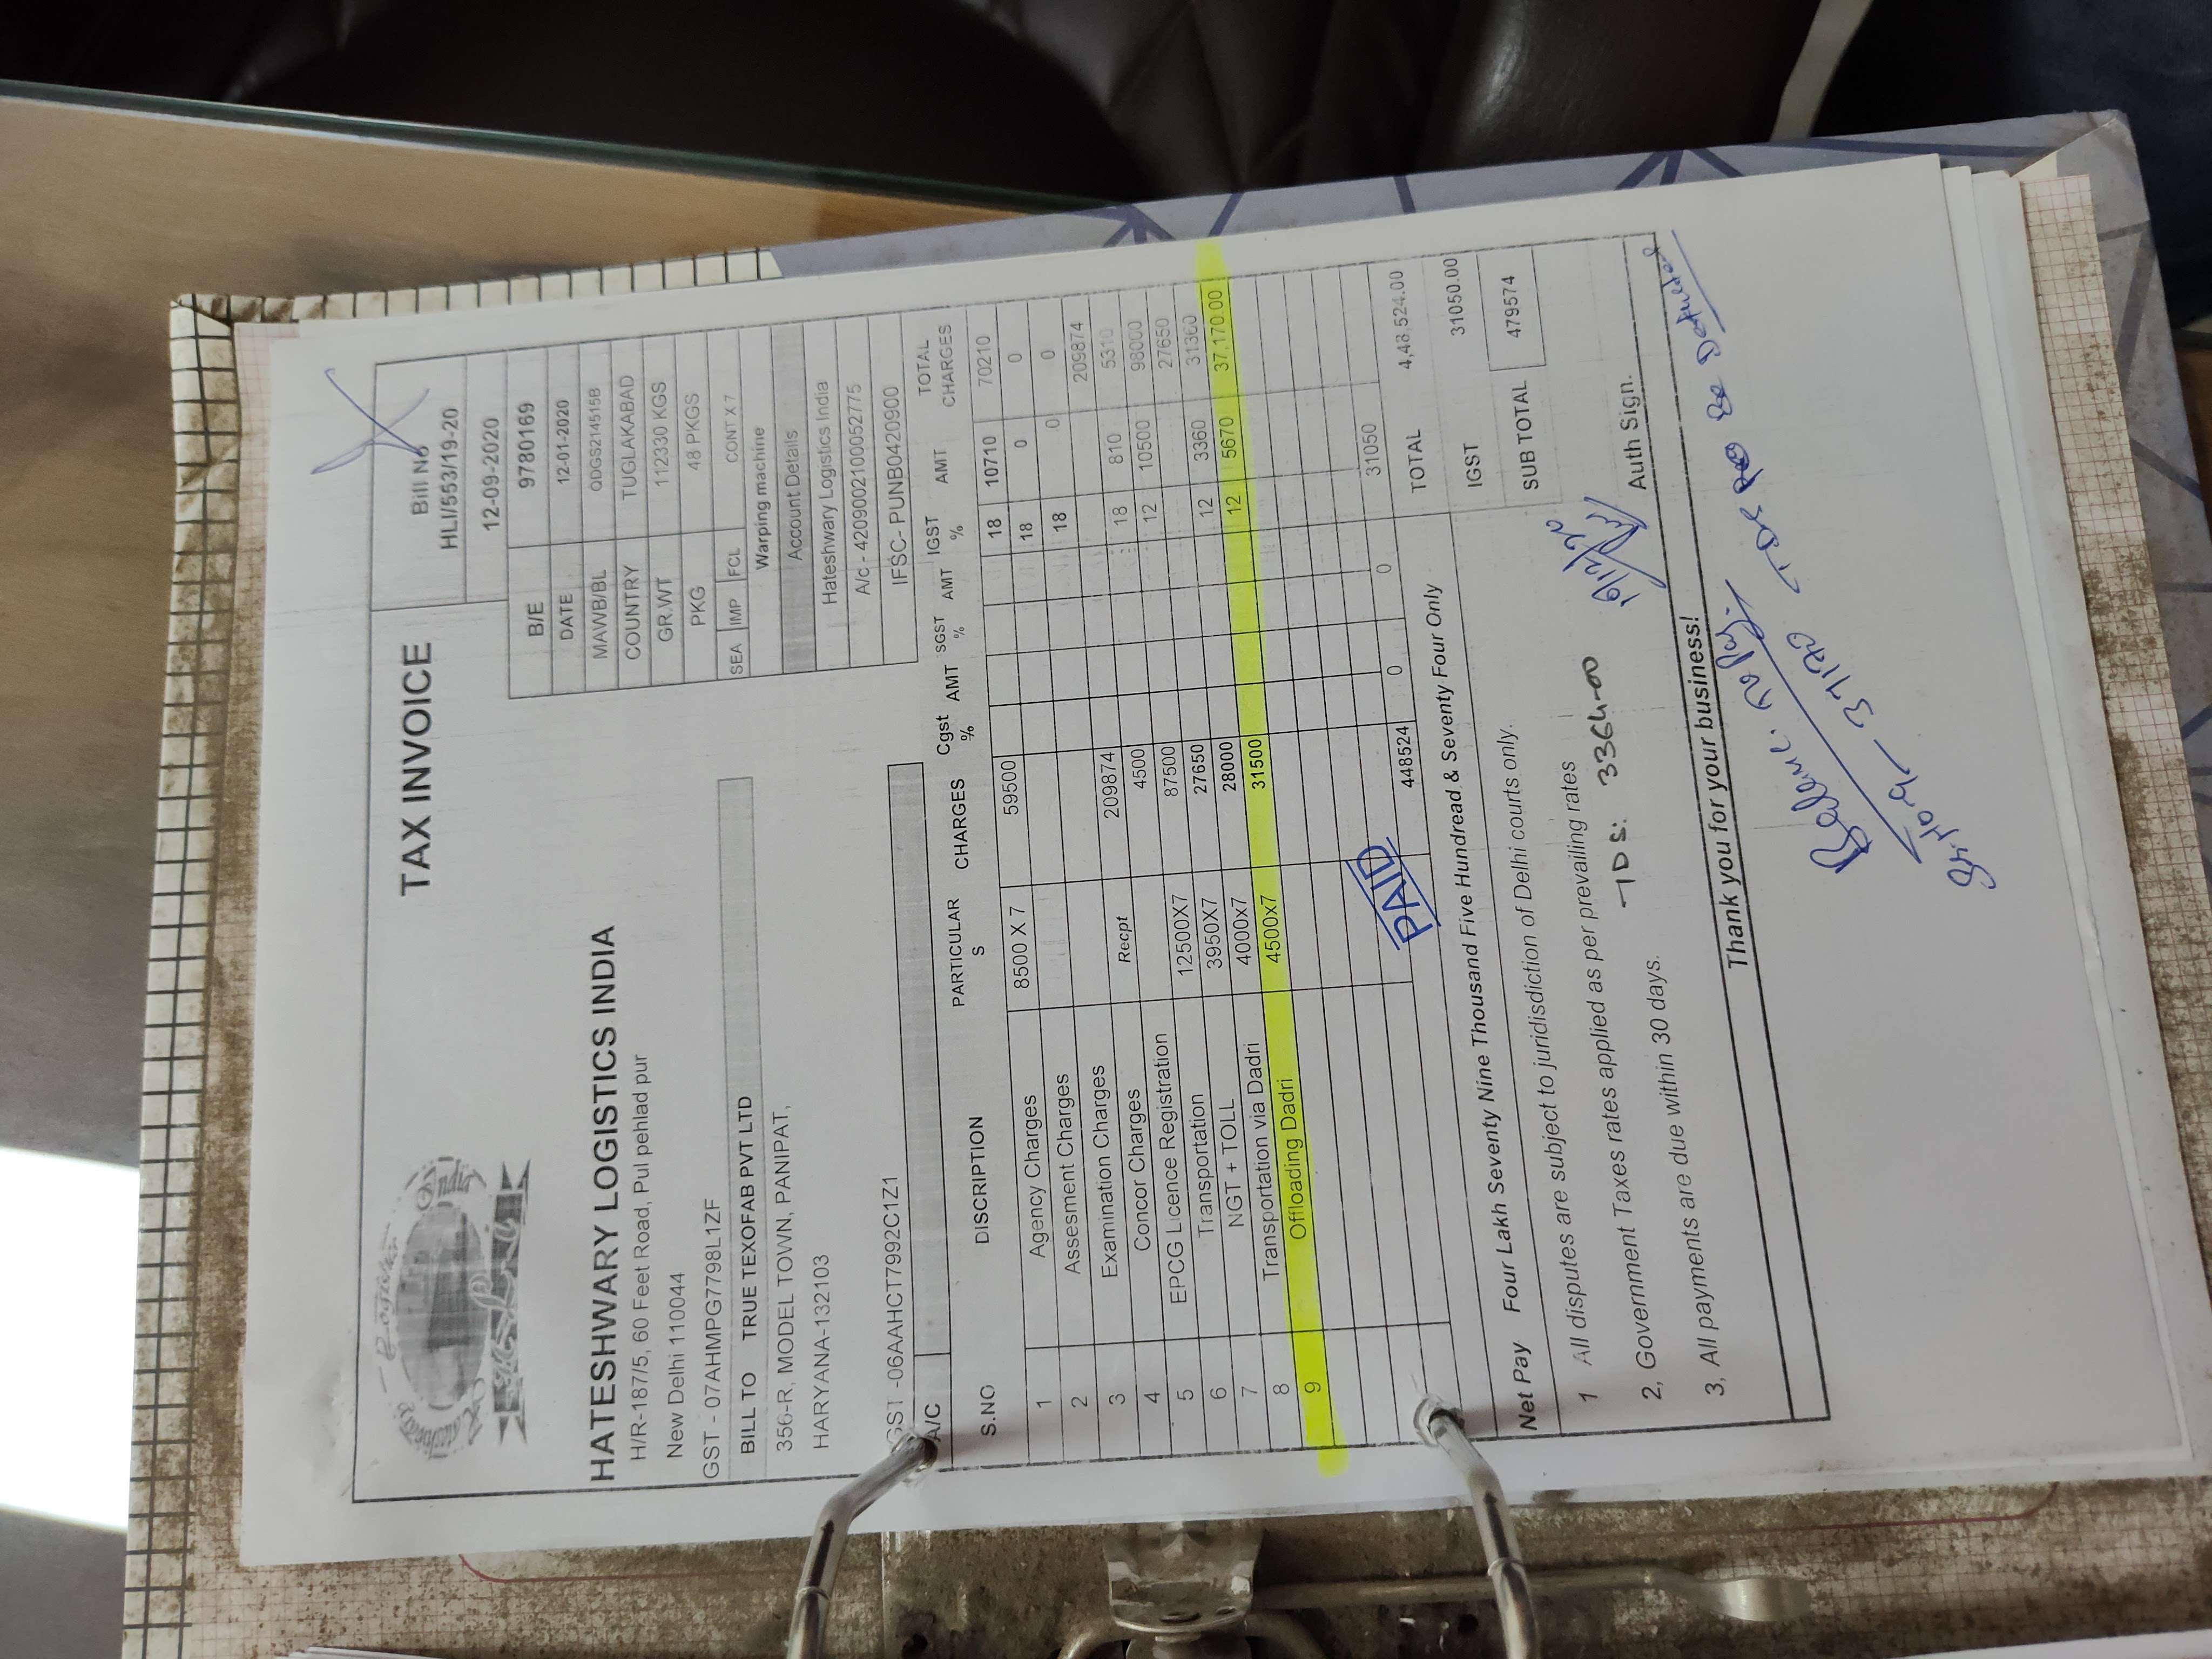 TAX INVOICE
Bill No
HLI/553/19-20
12-09-2020
HATESHWARY LOGISTICS INDIA
H/R-187/5, 60 Feet Road, Pul pehlad pur
New Delhi 110044
GST - 07AHMPG7798L1ZF
BILL TO TRUE TEXOFAB PVT LTD
356-R, MODEL TOWN, PANIPAT,
HARYANA-132103
GST -06AAHCT7992C1Z1
A/C
B/E 9780169
DATE 12-01-2020
MAWB/BL QDGS214515B
COUNTRY TUGLAKABAD
GR.WT 112330 KGS
PKG 48 PKGS
SEA IMP FCL CONT X 7
Warping machine
Account Details
Hateshwary Logistics India
A/c - 4209002100052775
IFSC- PUNB0420900
S.NO DISCRIPTION PARTICULARS CHARGES Cgst % AMT SGST % AMT IGST % AMT TOTAL CHARGES
1 Agency Charges 8500 X 7 59500 18 10710 70210
2 Assesment Charges 18 0 0
3 Examination Charges 18 0 0
4 Concor Charges Recpt 209874 209874
5 EPCG Licence Registration 4500 18 810 5310
6 Transportation 12500X7 87500 12 10500 98000
7 NGT + TOLL 3950X7 27650 27650
8 Transportation via Dadri 4000x7 28000 12 3360 31360
9 Offloading Dadri 4500x7 31500 12 5670 37,170.00
PAID
448524 0 0 31050
TOTAL 4,48,524.00
IGST 31050.00
SUB TOTAL 479574
Net Pay Four Lakh Seventy Nine Thousand Five Hundread & Seventy Four Only
1 All disputes are subject to juridisdiction of Delhi courts only.
2, Government Taxes rates applied as per prevailing rates
3, All payments are due within 30 days.
TDS: 3364-00
Auth Sign.
Thank you for your business!
Balance
37170